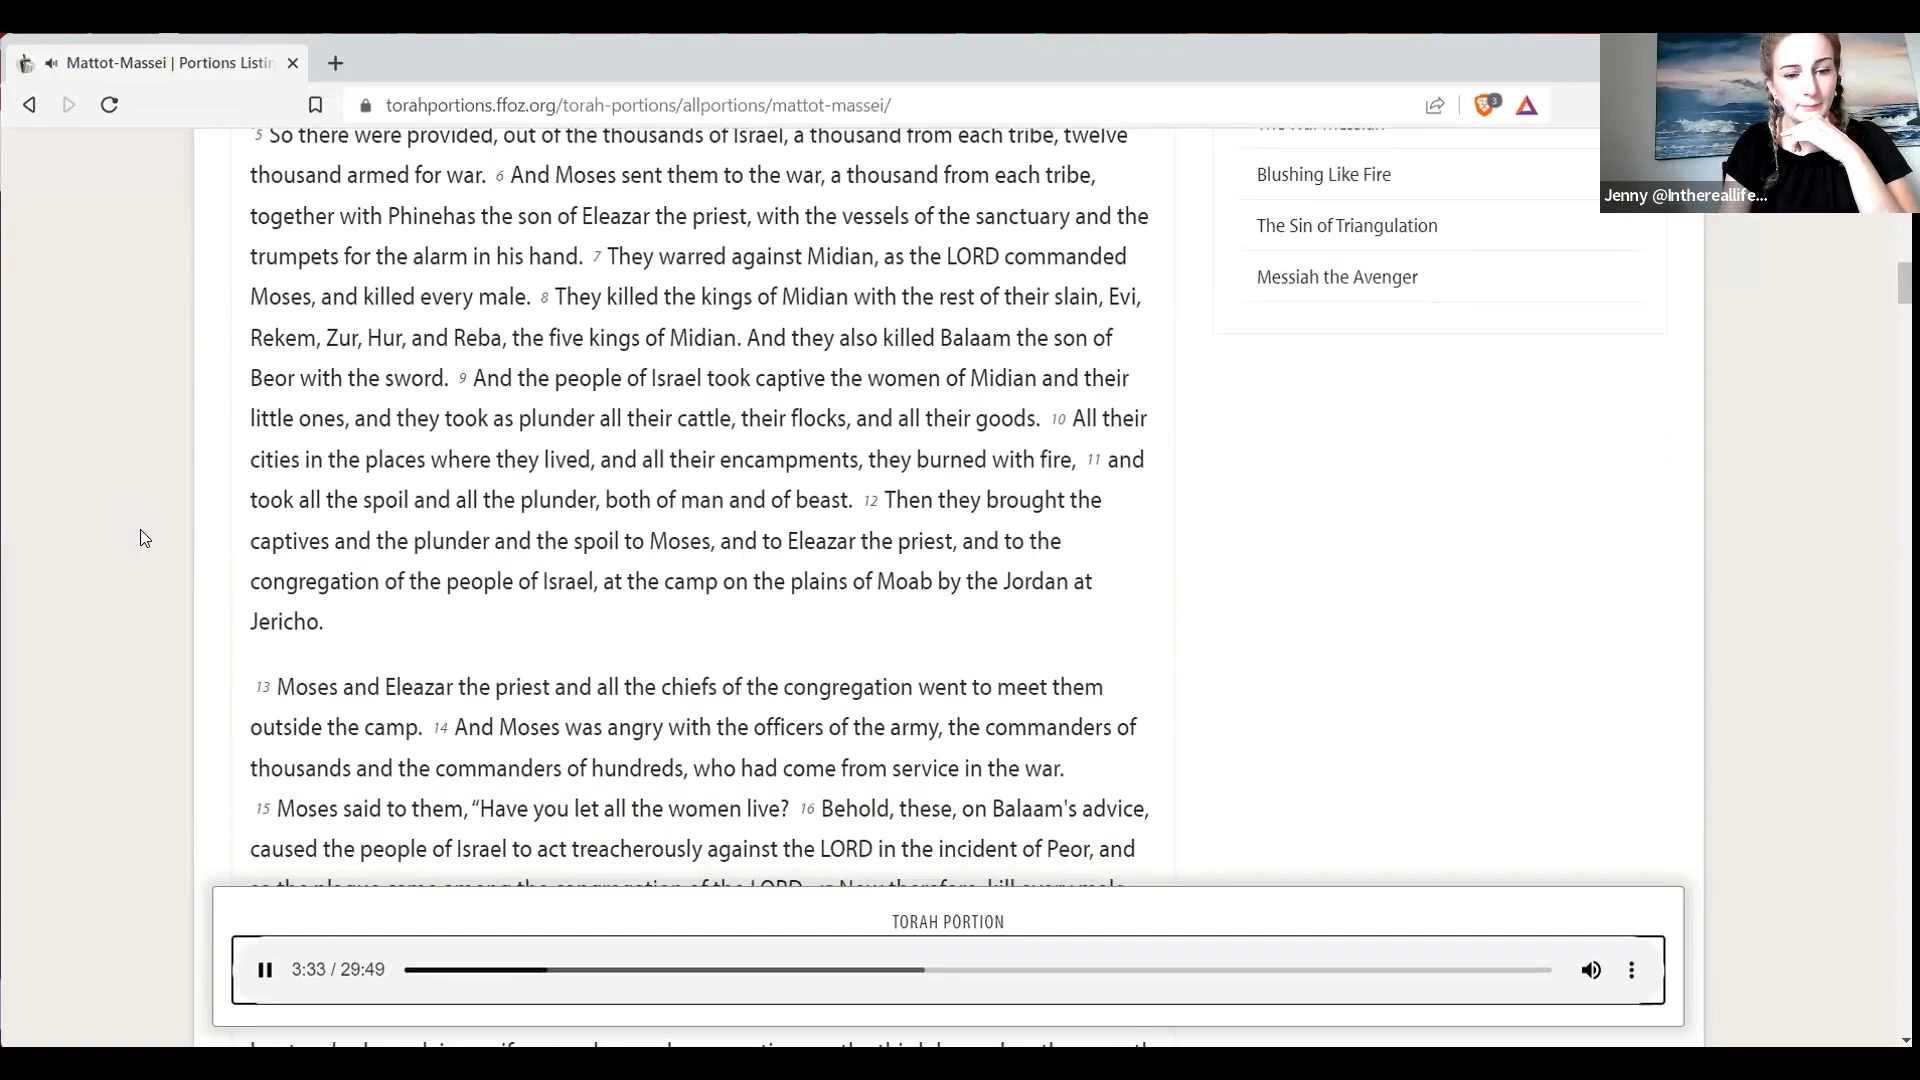 Mattot-Massei | Portions Listin
torahportions.ffoz.org/torah-portions/allportions/mattot-massei/
3
Jenny @Inthereallife...
5 So there were provided, out of the thousands of Israel, a thousand from each tribe, twelve
thousand armed for war. 6 And Moses sent them to the war, a thousand from each tribe,
together with Phinehas the son of Eleazar the priest, with the vessels of the sanctuary and the
trumpets for the alarm in his hand. 7 They warred against Midian, as the LORD commanded
Moses, and killed every male. 8 They killed the kings of Midian with the rest of their slain, Evi,
Rekem, Zur, Hur, and Reba, the five kings of Midian. And they also killed Balaam the son of
Beor with the sword. 9 And the people of Israel took captive the women of Midian and their
little ones, and they took as plunder all their cattle, their flocks, and all their goods. 10 All their
cities in the places where they lived, and all their encampments, they burned with fire, 11 and
took all the spoil and all the plunder, both of man and of beast. 12 Then they brought the
captives and the plunder and the spoil to Moses, and to Eleazar the priest, and to the
congregation of the people of Israel, at the camp on the plains of Moab by the Jordan at
Jericho.
13 Moses and Eleazar the priest and all the chiefs of the congregation went to meet them
outside the camp. 14 And Moses was angry with the officers of the army, the commanders of
thousands and the commanders of hundreds, who had come from service in the war.
15 Moses said to them, “Have you let all the women live? 16 Behold, these, on Balaam's advice,
caused the people of Israel to act treacherously against the LORD in the incident of Peor, and
Blushing Like Fire
The Sin of Triangulation
Messiah the Avenger
TORAH PORTION
3:33 / 29:49